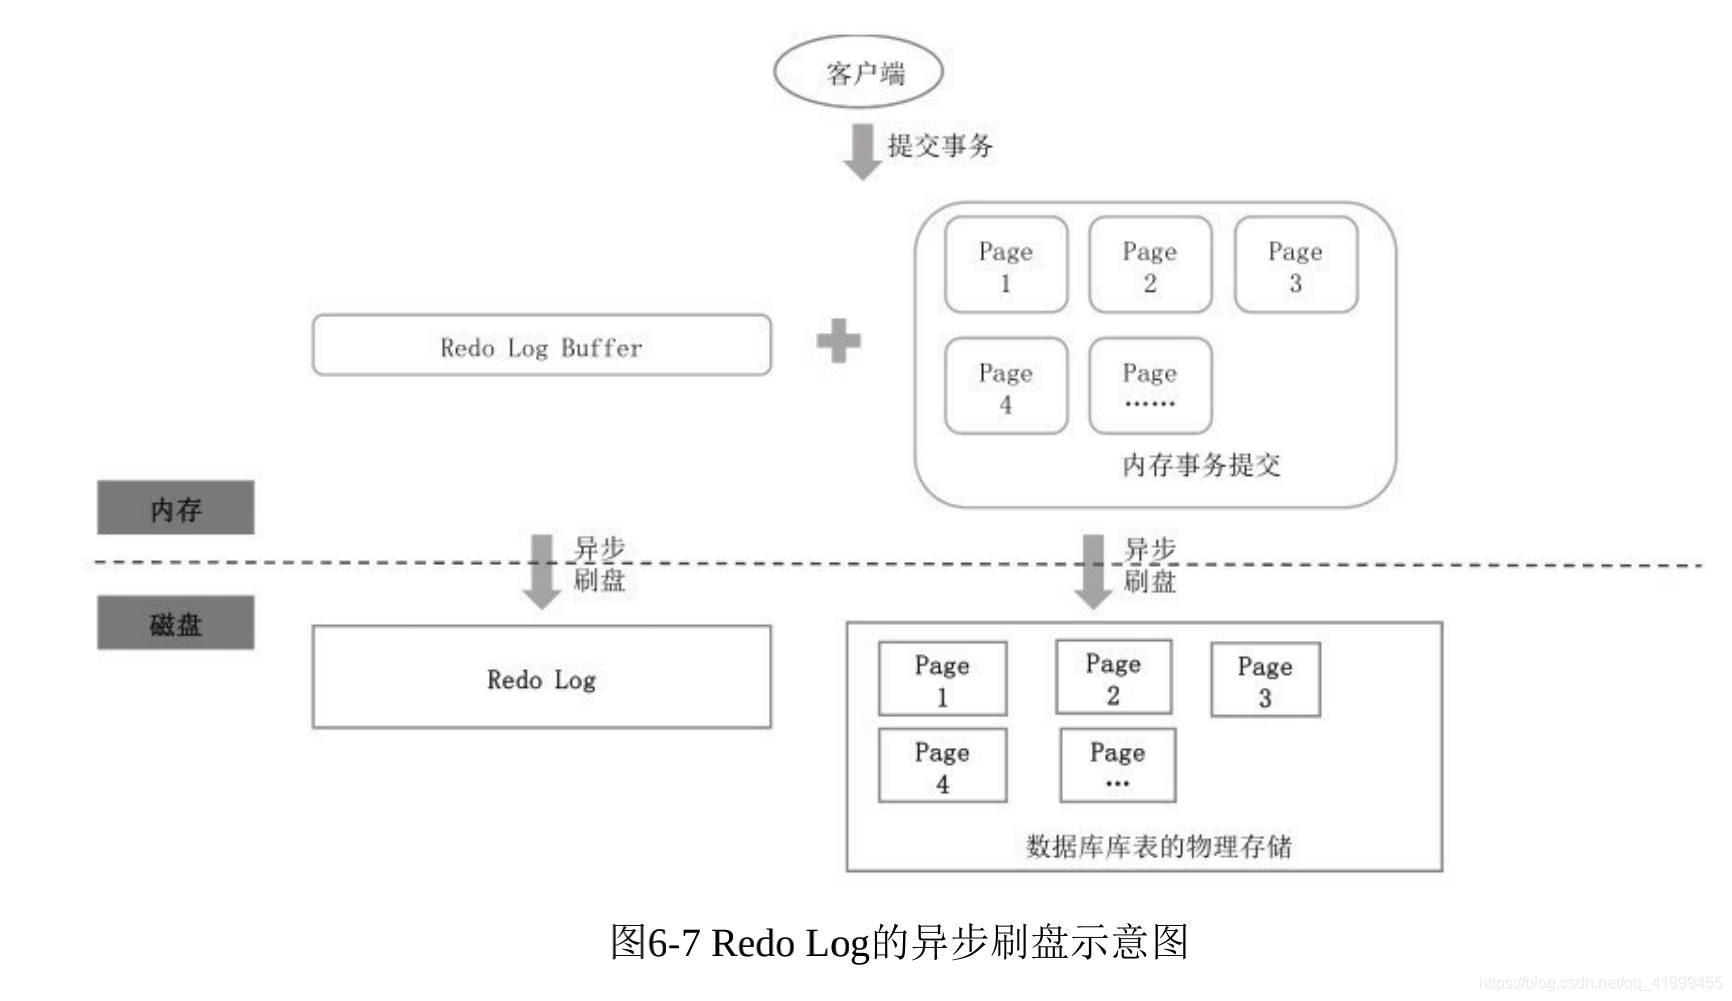 客户端
提交事务
Page
1
Page
2
Page
3
Redo Log Buffer
Page
4
Page
……
内存事务提交
内存
异步
刷盘
异步
刷盘
磁盘
Redo Log
Page
1
Page
2
Page
3
Page
4
Page
…
数据库库表的物理存储
图6-7 Redo Log的异步刷盘示意图
https://blog.csdn.net/qq_41999455